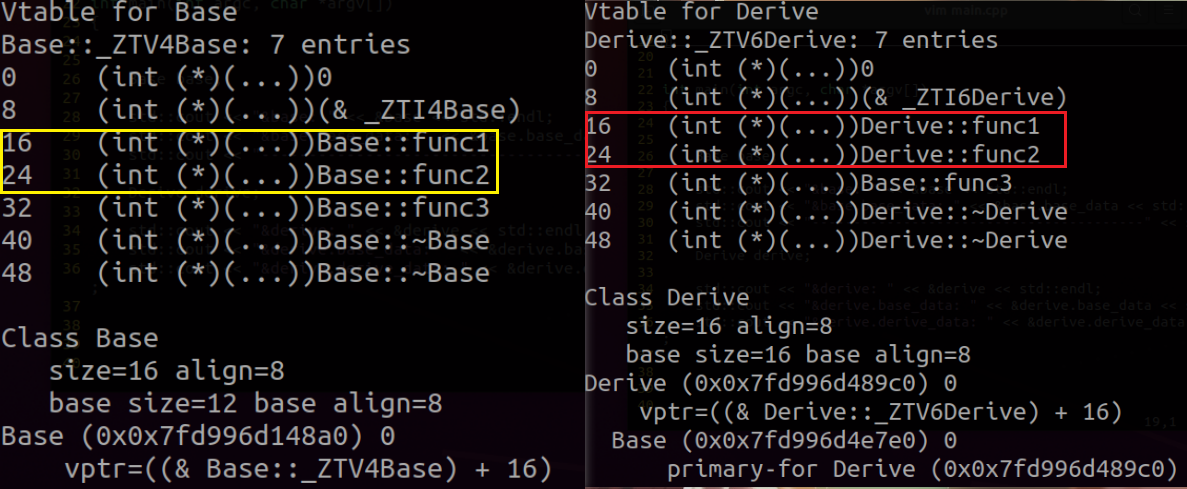 Vtable for Base
Base::_ZTV4Base: 7 entries
0     (int (*)(...))0
8     (int (*)(...))(& _ZTI4Base)
16    (int (*)(...))Base::func1
24    (int (*)(...))Base::func2
32    (int (*)(...))Base::func3
40    (int (*)(...))Base::~Base
48    (int (*)(...))Base::~Base
Class Base
   size=16 align=8
   base size=12 base align=8
Base (0x0x7fd996d148a0) 0
    vptr=((& Base::_ZTV4Base) + 16)
Vtable for Derive
Derive::_ZTV6Derive: 7 entries
0     (int (*)(...))0
8     (int (*)(...))(& _ZTI6Derive)
16    (int (*)(...))Derive::func1
24    (int (*)(...))Derive::func2
32    (int (*)(...))Base::func3
40    (int (*)(...))Derive::~Derive
48    (int (*)(...))Derive::~Derive
Class Derive
   size=16 align=8
   base size=16 base align=8
Derive (0x0x7fd996d489c0) 0
    vptr=((& Derive::_ZTV6Derive) + 16)
  Base (0x0x7fd996d4e7e0) 0
      primary-for Derive (0x0x7fd996d489c0)